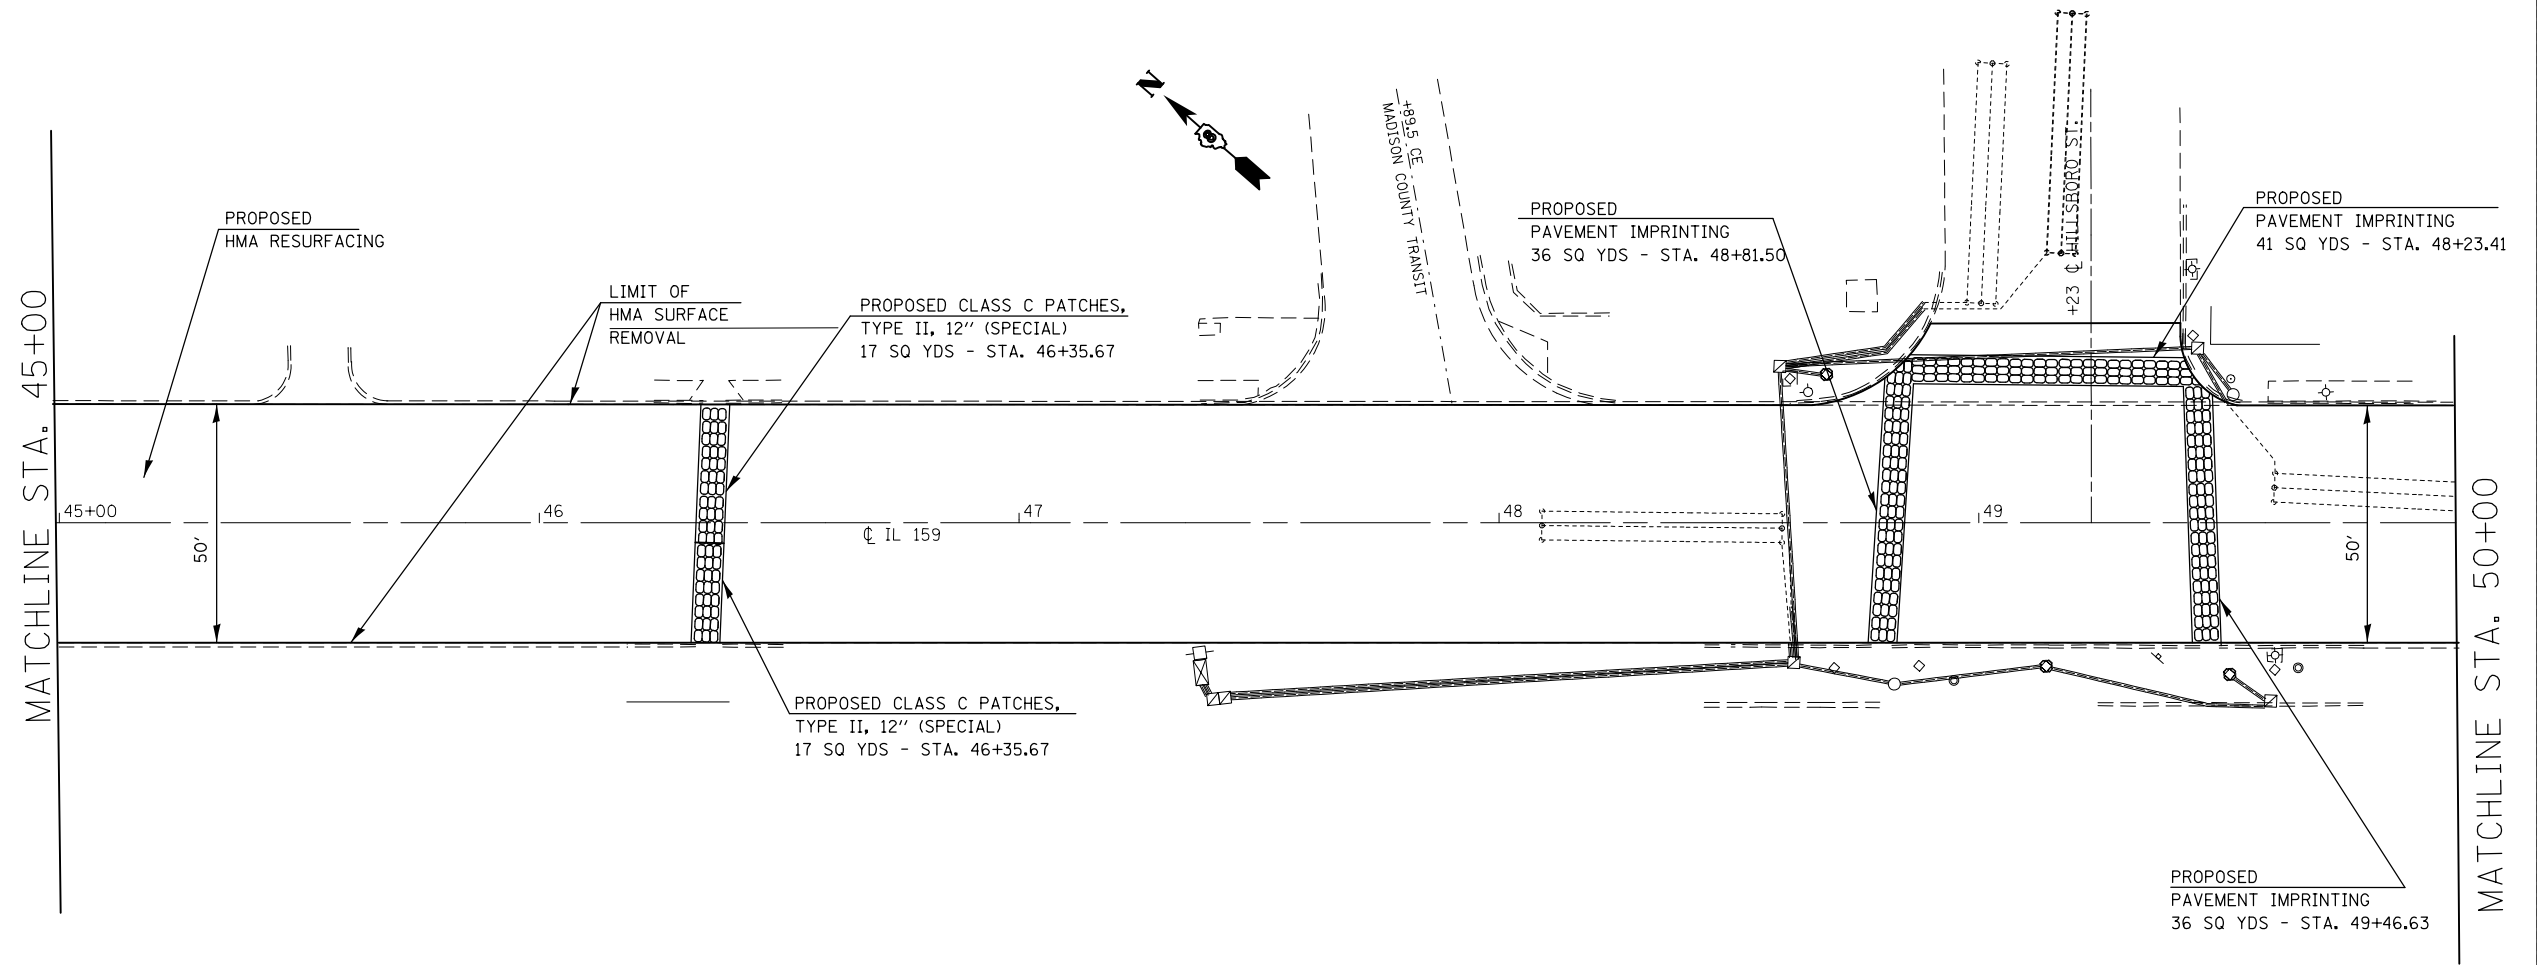 N
8
+89.5 CE
MADISON COUNTY TRANSIT
+23 ℄ HILLSBORO ST.
PROPOSED
HMA RESURFACING
LIMIT OF
HMA SURFACE
REMOVAL
PROPOSED CLASS C PATCHES,
TYPE II, 12" (SPECIAL)
17 SQ YDS - STA. 46+35.67
PROPOSED
PAVEMENT IMPRINTING
36 SQ YDS - STA. 48+81.50
PROPOSED
PAVEMENT IMPRINTING
41 SQ YDS - STA. 48+23.41
MATCHLINE STA. 45+00
45+00
46
47
48
49
℄ IL 159
50'
50'
MATCHLINE STA. 50+00
PROPOSED CLASS C PATCHES,
TYPE II, 12" (SPECIAL)
17 SQ YDS - STA. 46+35.67
PROPOSED
PAVEMENT IMPRINTING
36 SQ YDS - STA. 49+46.63